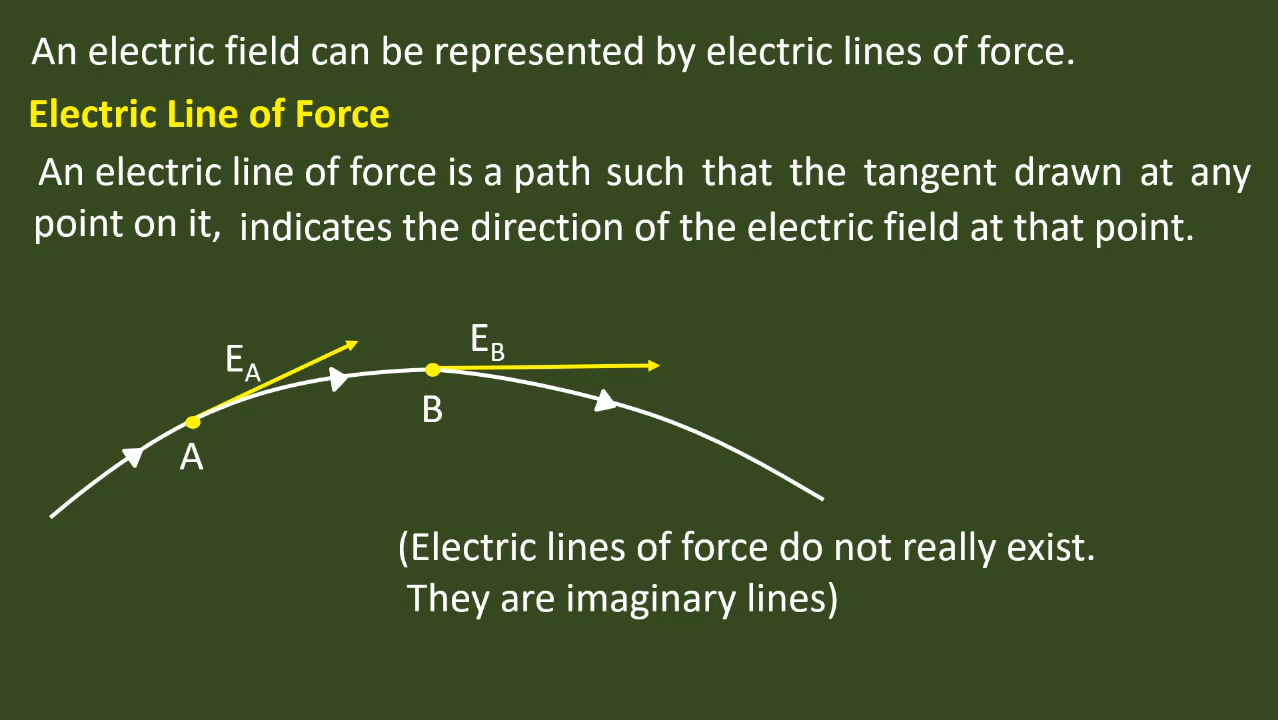 An electric field can be represented by electric lines of force.
Electric Line of Force
An electric line of force is a path such that the tangent drawn at any
point on it, indicates the direction of the electric field at that point.
E_A
E_B
B
A
(Electric lines of force do not really exist.
They are imaginary lines)